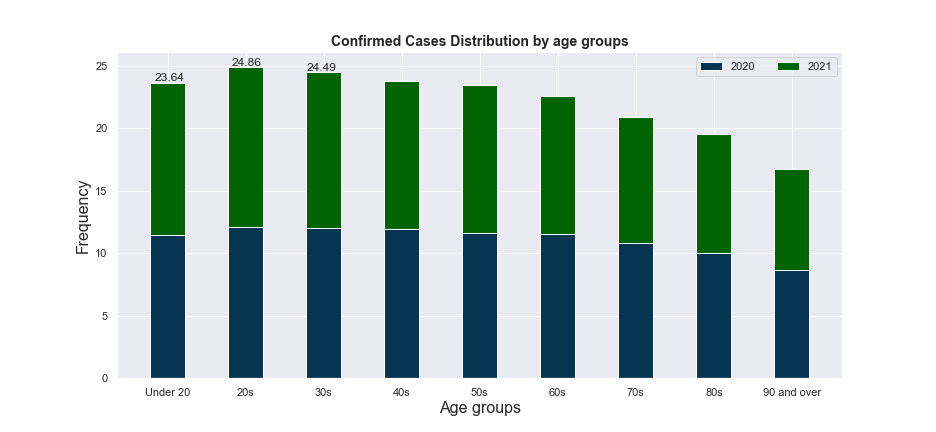 Confirmed Cases Distribution by age groups
2020 2021
23.64 24.86 24.49
25
20
15
10
5
0
Frequency
Under 20 20s 30s 40s 50s 60s 70s 80s 90 and over
Age groups